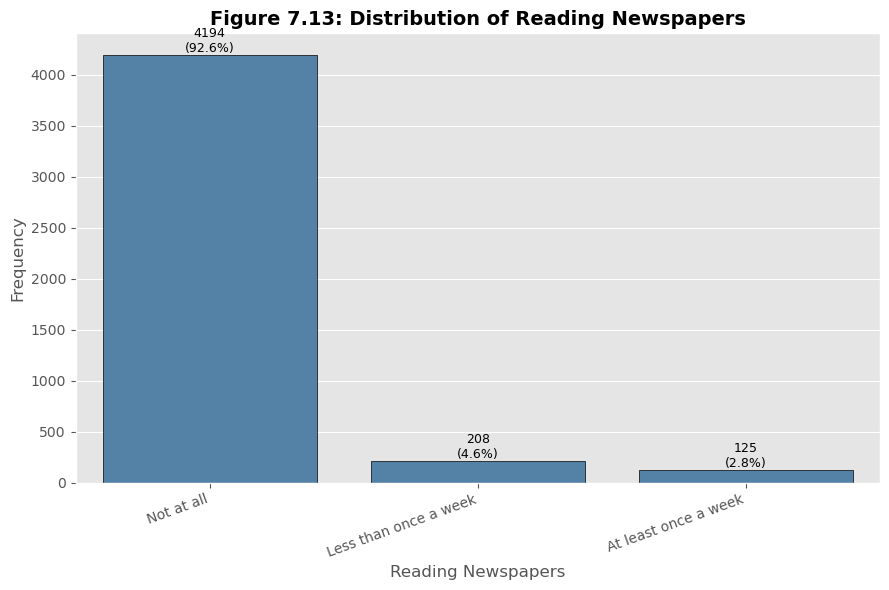 Figure 7.13: Distribution of Reading Newspapers
4194
(92.6%)
4000
3500
3000
2500
2000
1500
1000
500
0
Frequency
208
(4.6%)
125
(2.8%)
Not at all
Less than once a week
At least once a week
Reading Newspapers